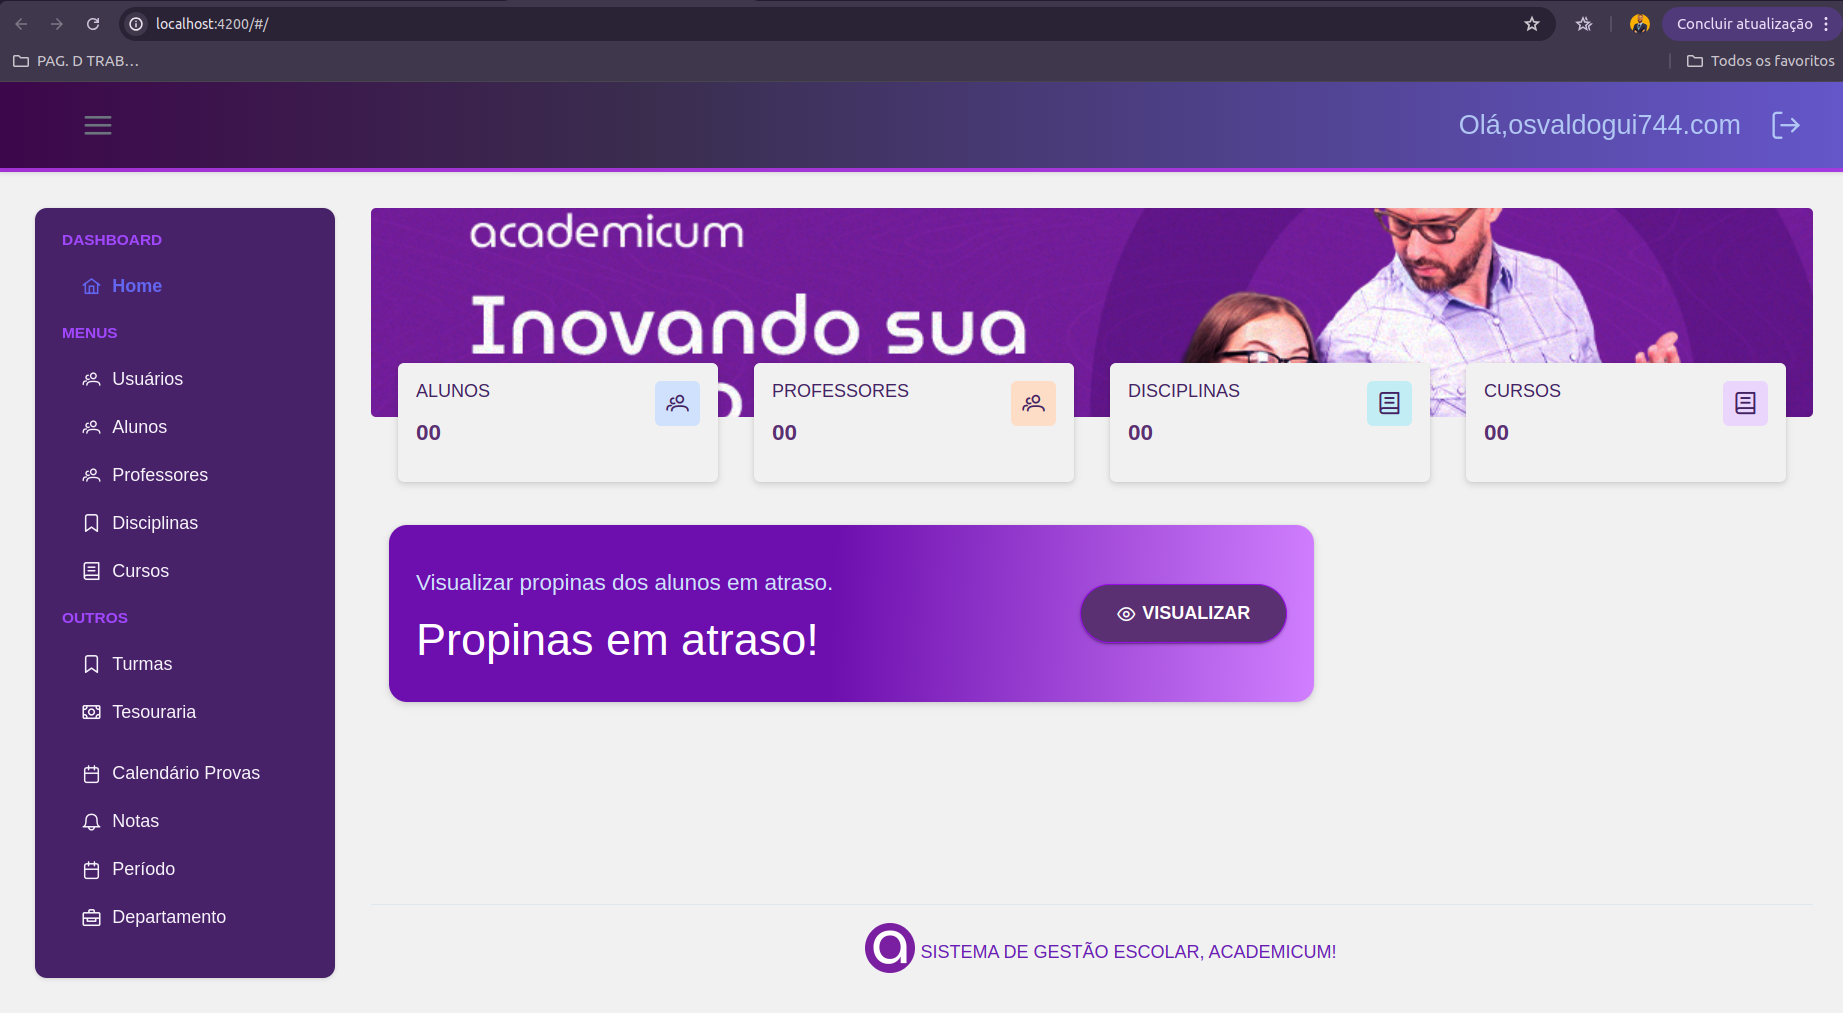 localhost:4200/#/
Concluir atualização
PAG. D TRAB…
Todos os favoritos
Olá,osvaldogui744.com
DASHBOARD
Home
MENUS
Usuários
Alunos
Professores
Disciplinas
Cursos
OUTROS
Turmas
Tesouraria
Calendário Provas
Notas
Período
Departamento
academicum
Inovando sua
ALUNOS
00
PROFESSORES
00
DISCIPLINAS
00
CURSOS
00
Visualizar propinas dos alunos em atraso.
Propinas em atraso!
VISUALIZAR
a SISTEMA DE GESTÃO ESCOLAR, ACADEMICUM!